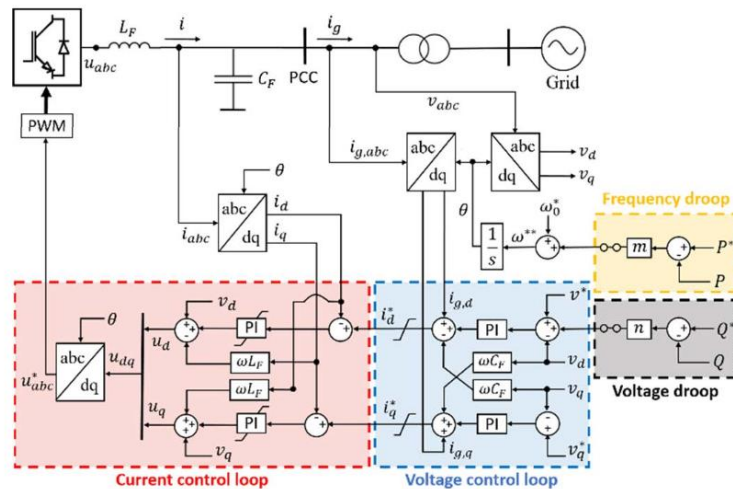 L_F
i
i_g
u_abc
C_F
PCC
Grid
v_abc
PWM
abc
dq
i_g,abc
abc
dq
v_d
v_q
θ
abc
dq
i_d
i_q
i_abc
θ
1
s
ω**
ω_0*
+
+
Frequency droop
m
+
-
P*
P
θ
abc
dq
u_abc*
u_dq
u_d
u_q
v_d
+
+
-
PI
+
-
ωL_F
ωL_F
+
+
+
PI
+
-
v_q
i_d*
i_q*
i_g,d
+
+
-
PI
+
+
-
v*
v_d
ωC_F
ωC_F
v_q
+
+
+
PI
+
-
i_g,q
v_q*
n
+
-
Q*
Q
Voltage droop
Current control loop
Voltage control loop